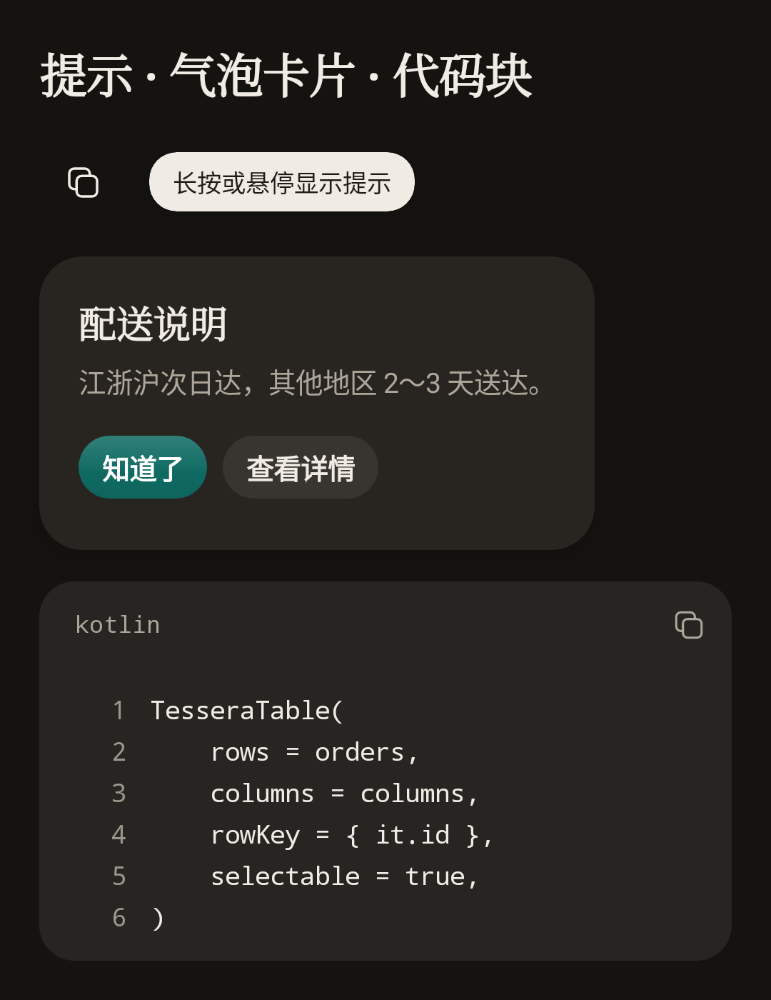 提示 · 气泡卡片 · 代码块
长按或悬停显示提示
配送说明
江浙沪次日达，其他地区 2～3 天送达。
知道了
查看详情
kotlin
1 TesseraTable(
2     rows = orders,
3     columns = columns,
4     rowKey = { it.id },
5     selectable = true,
6 )